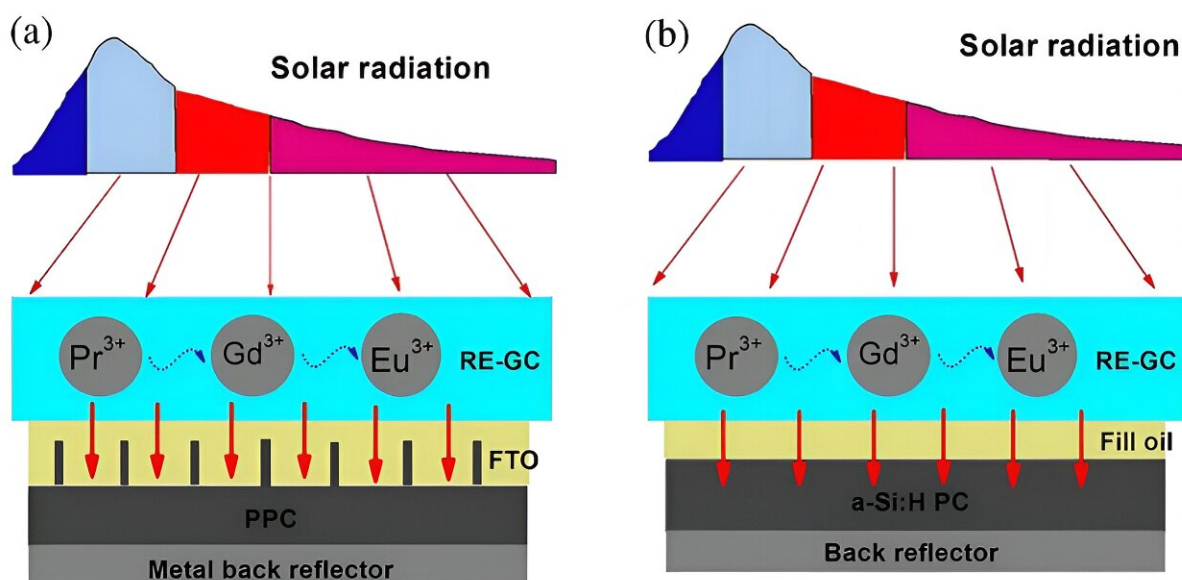 (a)
Solar radiation
Pr³⁺
Gd³⁺
Eu³⁺
RE-GC
FTO
PPC
Metal back reflector
(b)
Solar radiation
Pr³⁺
Gd³⁺
Eu³⁺
RE-GC
Fill oil
a-Si:H PC
Back reflector